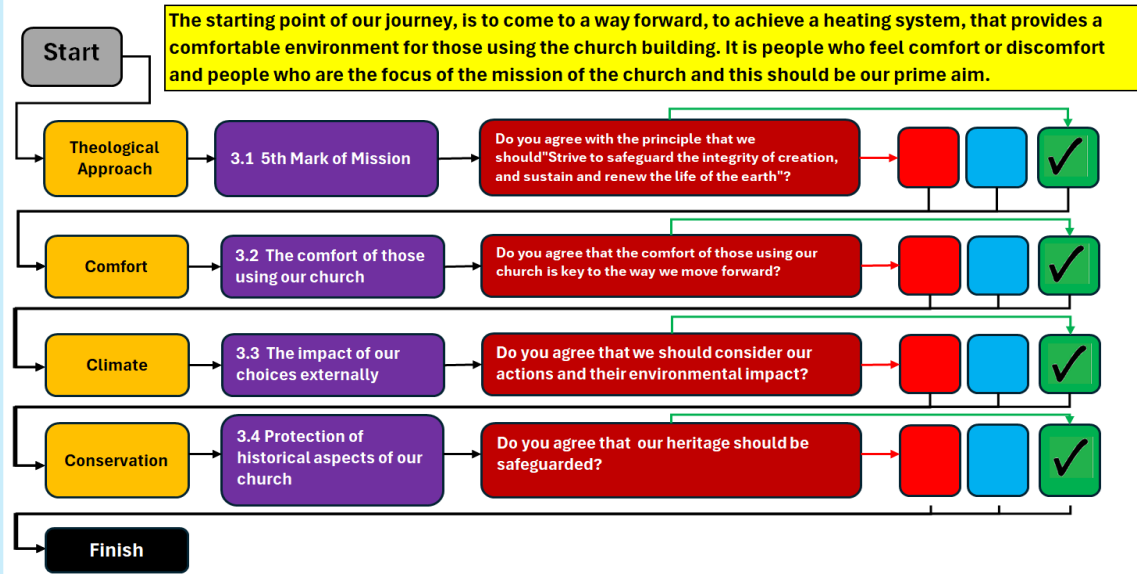 Start
The starting point of our journey, is to come to a way forward, to achieve a heating system, that provides a
comfortable environment for those using the church building. It is people who feel comfort or discomfort
and people who are the focus of the mission of the church and this should be our prime aim.
Theological
Approach
3.1 5th Mark of Mission
Do you agree with the principle that we
should"Strive to safeguard the integrity of creation,
and sustain and renew the life of the earth"?
Comfort
3.2 The comfort of those
using our church
Do you agree that the comfort of those using our
church is key to the way we move forward?
Climate
3.3 The impact of our
choices externally
Do you agree that we should consider our
actions and their environmental impact?
Conservation
3.4 Protection of
historical aspects of our
church
Do you agree that our heritage should be
safeguarded?
Finish